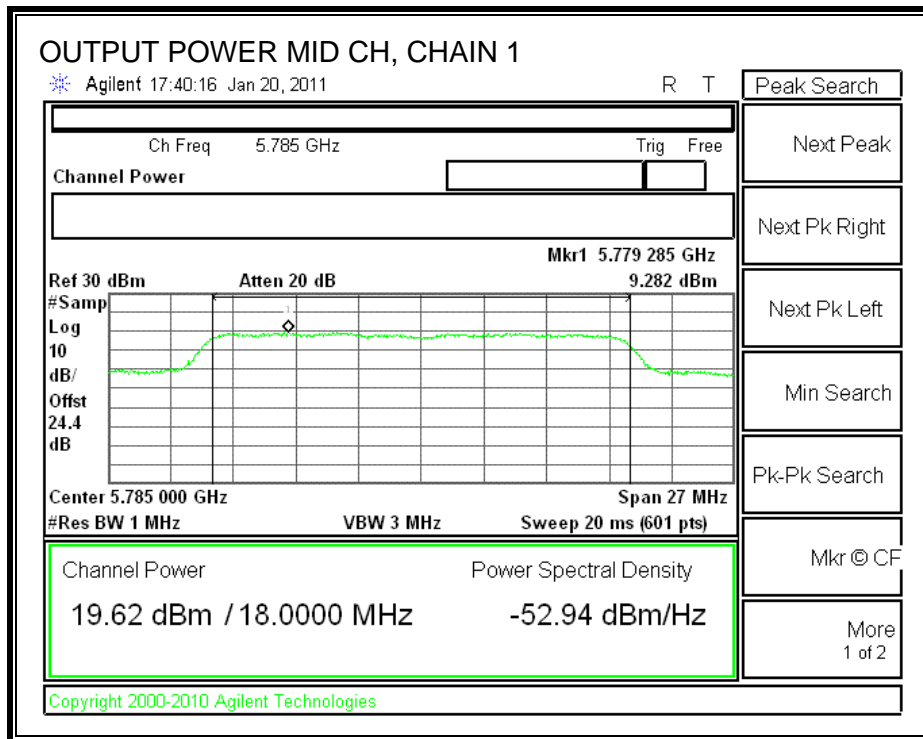 OUTPUT POWER MID CH, CHAIN 1
Agilent 17:40:16 Jan 20, 2011 R T
Peak Search
Ch Freq 5.785 GHz Trig Free
Channel Power
Mkr1 5.779 285 GHz
Ref 30 dBm Atten 20 dB 9.282 dBm
#Samp
Log
10
dB/
Offst
24.4
dB
1
Center 5.785 000 GHz Span 27 MHz
#Res BW 1 MHz VBW 3 MHz Sweep 20 ms (601 pts)
Channel Power Power Spectral Density
19.62 dBm / 18.0000 MHz -52.94 dBm/Hz
Copyright 2000-2010 Agilent Technologies
Next Peak
Next Pk Right
Next Pk Left
Min Search
Pk-Pk Search
Mkr © CF
More
1 of 2